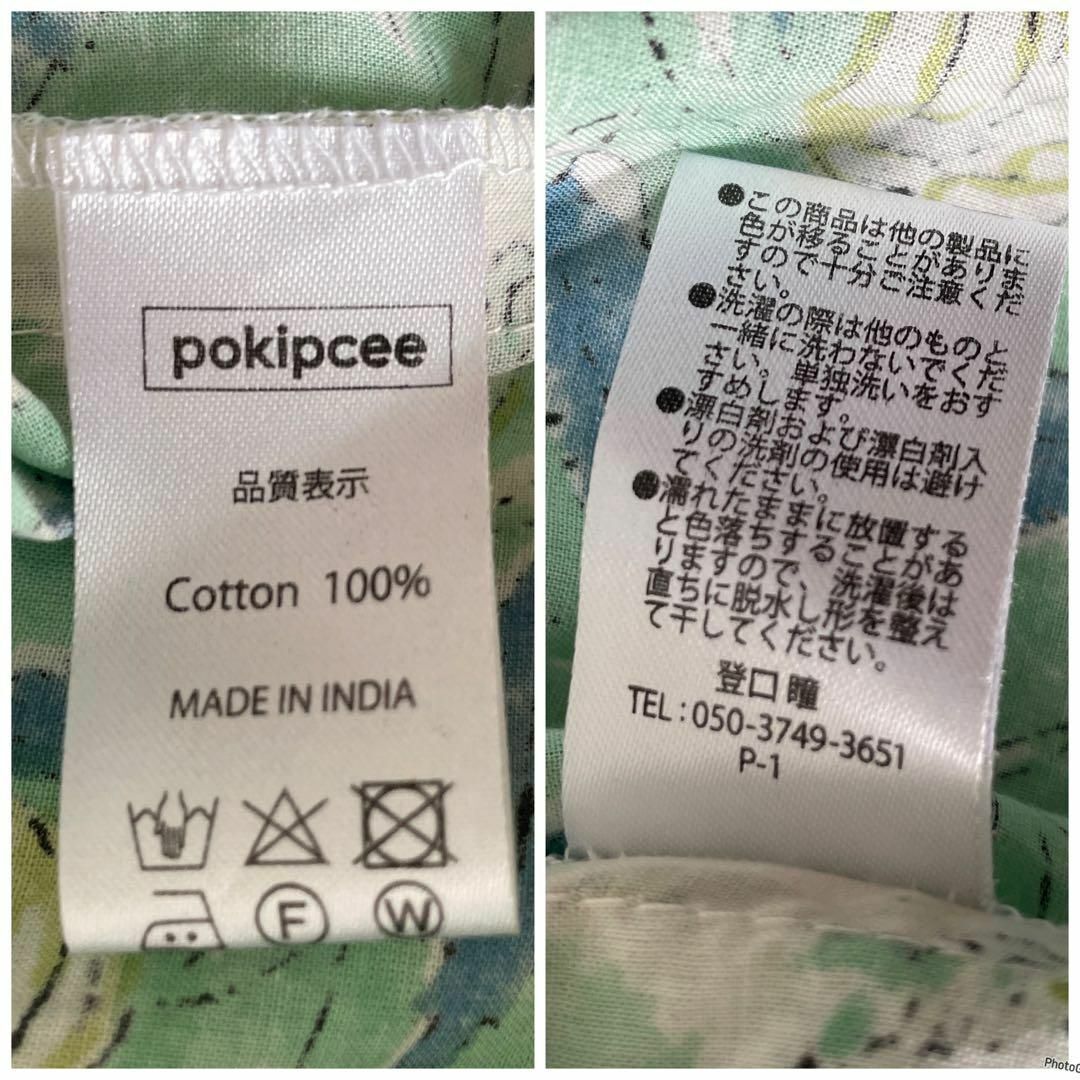 pokipcee
品質表示
Cotton 100%
MADE IN INDIA
F
W
●この商品は他の製品に
色が移ることがありま
すので十分ご注意くだ
さい。
●洗濯の際は他のものと
一緒に洗わないでくだ
さい。単独洗いをおす
すめします。
●漂白剤および漂白剤入
りの洗剤の使用は避け
てください。
●濡れたままに放置する
と色落ちすることがあ
りますので、洗濯後は
直ちに脱水し形を整え
て干してください。
登口 瞳
TEL : 050-3749-3651
P-1